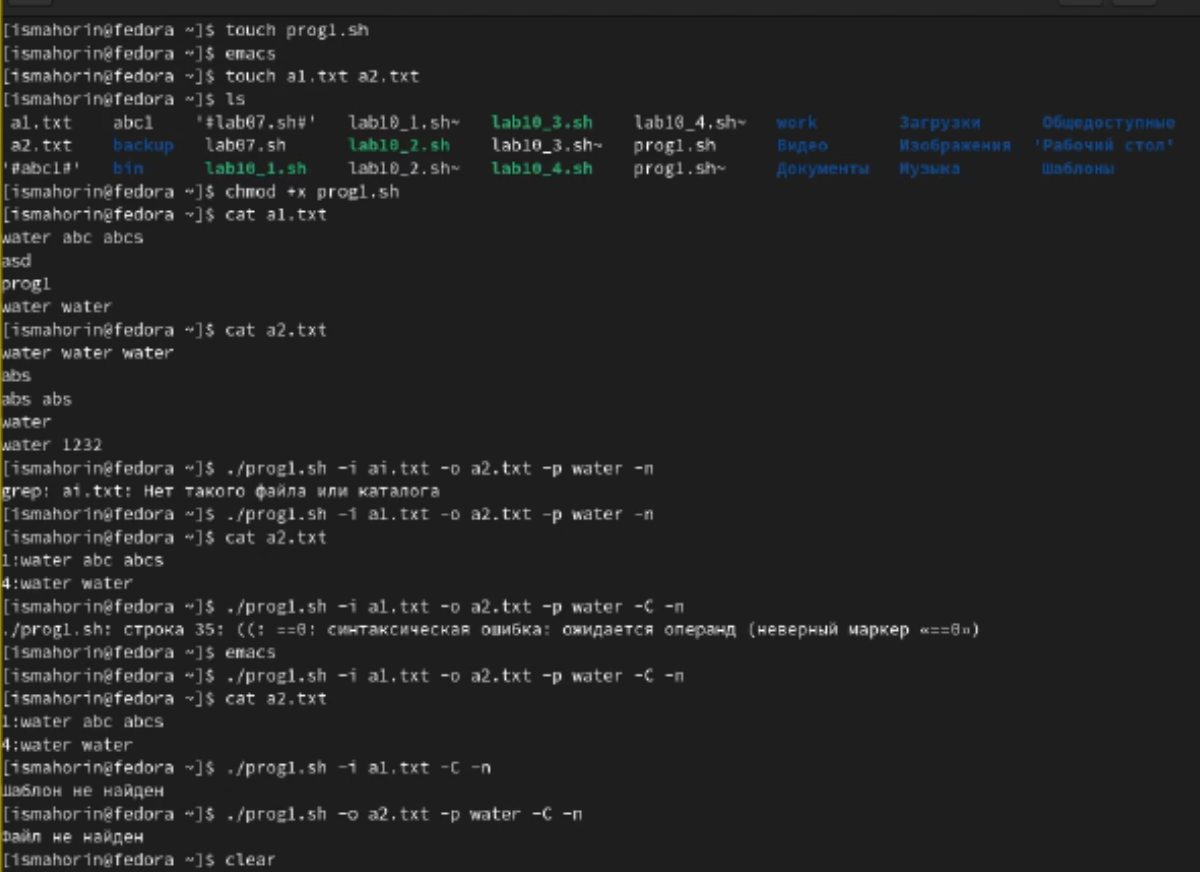 [ismahorin@fedora ~]$ touch prog1.sh
[ismahorin@fedora ~]$ emacs
[ismahorin@fedora ~]$ touch a1.txt a2.txt
[ismahorin@fedora ~]$ ls
a1.txt abc1 '#lab07.sh#' lab10_1.sh~ lab10_3.sh lab10_4.sh~ work Загрузки Общедоступные
a2.txt backup lab07.sh lab10_2.sh lab10_3.sh~ prog1.sh Видео Изображения 'Рабочий стол'
'#abc1#' bin lab10_1.sh lab10_2.sh~ lab10_4.sh prog1.sh~ Документы Музыка Шаблоны
[ismahorin@fedora ~]$ chmod +x prog1.sh
[ismahorin@fedora ~]$ cat a1.txt
water abc abcs
asd
prog1
water water
[ismahorin@fedora ~]$ cat a2.txt
water water water
abs
abs abs
water
water 1232
[ismahorin@fedora ~]$ ./prog1.sh -i ai.txt -o a2.txt -p water -n
grep: ai.txt: Нет такого файла или каталога
[ismahorin@fedora ~]$ ./prog1.sh -i a1.txt -o a2.txt -p water -n
[ismahorin@fedora ~]$ cat a2.txt
1:water abc abcs
4:water water
[ismahorin@fedora ~]$ ./prog1.sh -i a1.txt -o a2.txt -p water -C -n
./prog1.sh: строка 35: ((: ==0: синтаксическая ошибка: ожидается операнд (неверный маркер «==0»)
[ismahorin@fedora ~]$ emacs
[ismahorin@fedora ~]$ ./prog1.sh -i a1.txt -o a2.txt -p water -C -n
[ismahorin@fedora ~]$ cat a2.txt
1:water abc abcs
4:water water
[ismahorin@fedora ~]$ ./prog1.sh -i a1.txt -C -n
Шаблон не найден
[ismahorin@fedora ~]$ ./prog1.sh -o a2.txt -p water -C -n
Файл не найден
[ismahorin@fedora ~]$ clear